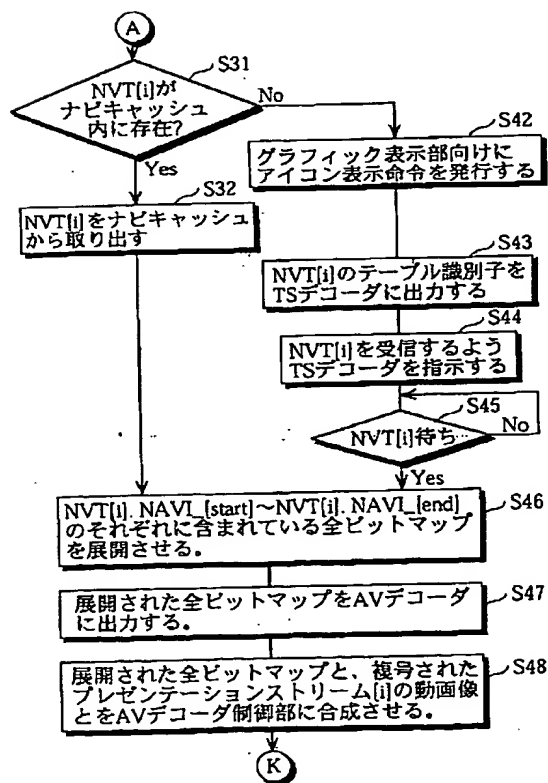 A
S31
NVT[i]が
ナビキャッシュ
内に存在?
No
Yes
S32
NVT[i]をナビキャッシュ
から取り出す
S42
グラフィック表示部向けに
アイコン表示命令を発行する
S43
NVT[i]のテーブル識別子を
TSデコーダに出力する
S44
NVT[i]を受信するよう
TSデコーダを指示する
S45
NVT[i]待ち…
No
Yes
S46
NVT[i]. NAVI_[start]～NVT[i]. NAVI_[end]
のそれぞれに含まれている全ビットマップ
を展開させる。
S47
展開された全ビットマップをAVデコーダ
に出力する。
S48
展開された全ビットマップと、複号された
プレゼンテーションストリーム[i]の動画像
とをAVデコーダ制御部に合成させる。
K